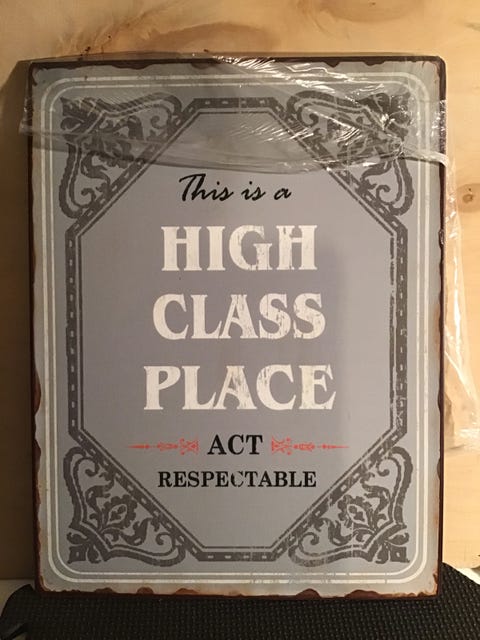 This is a
HIGH
CLASS
PLACE
ACT
RESPECTABLE